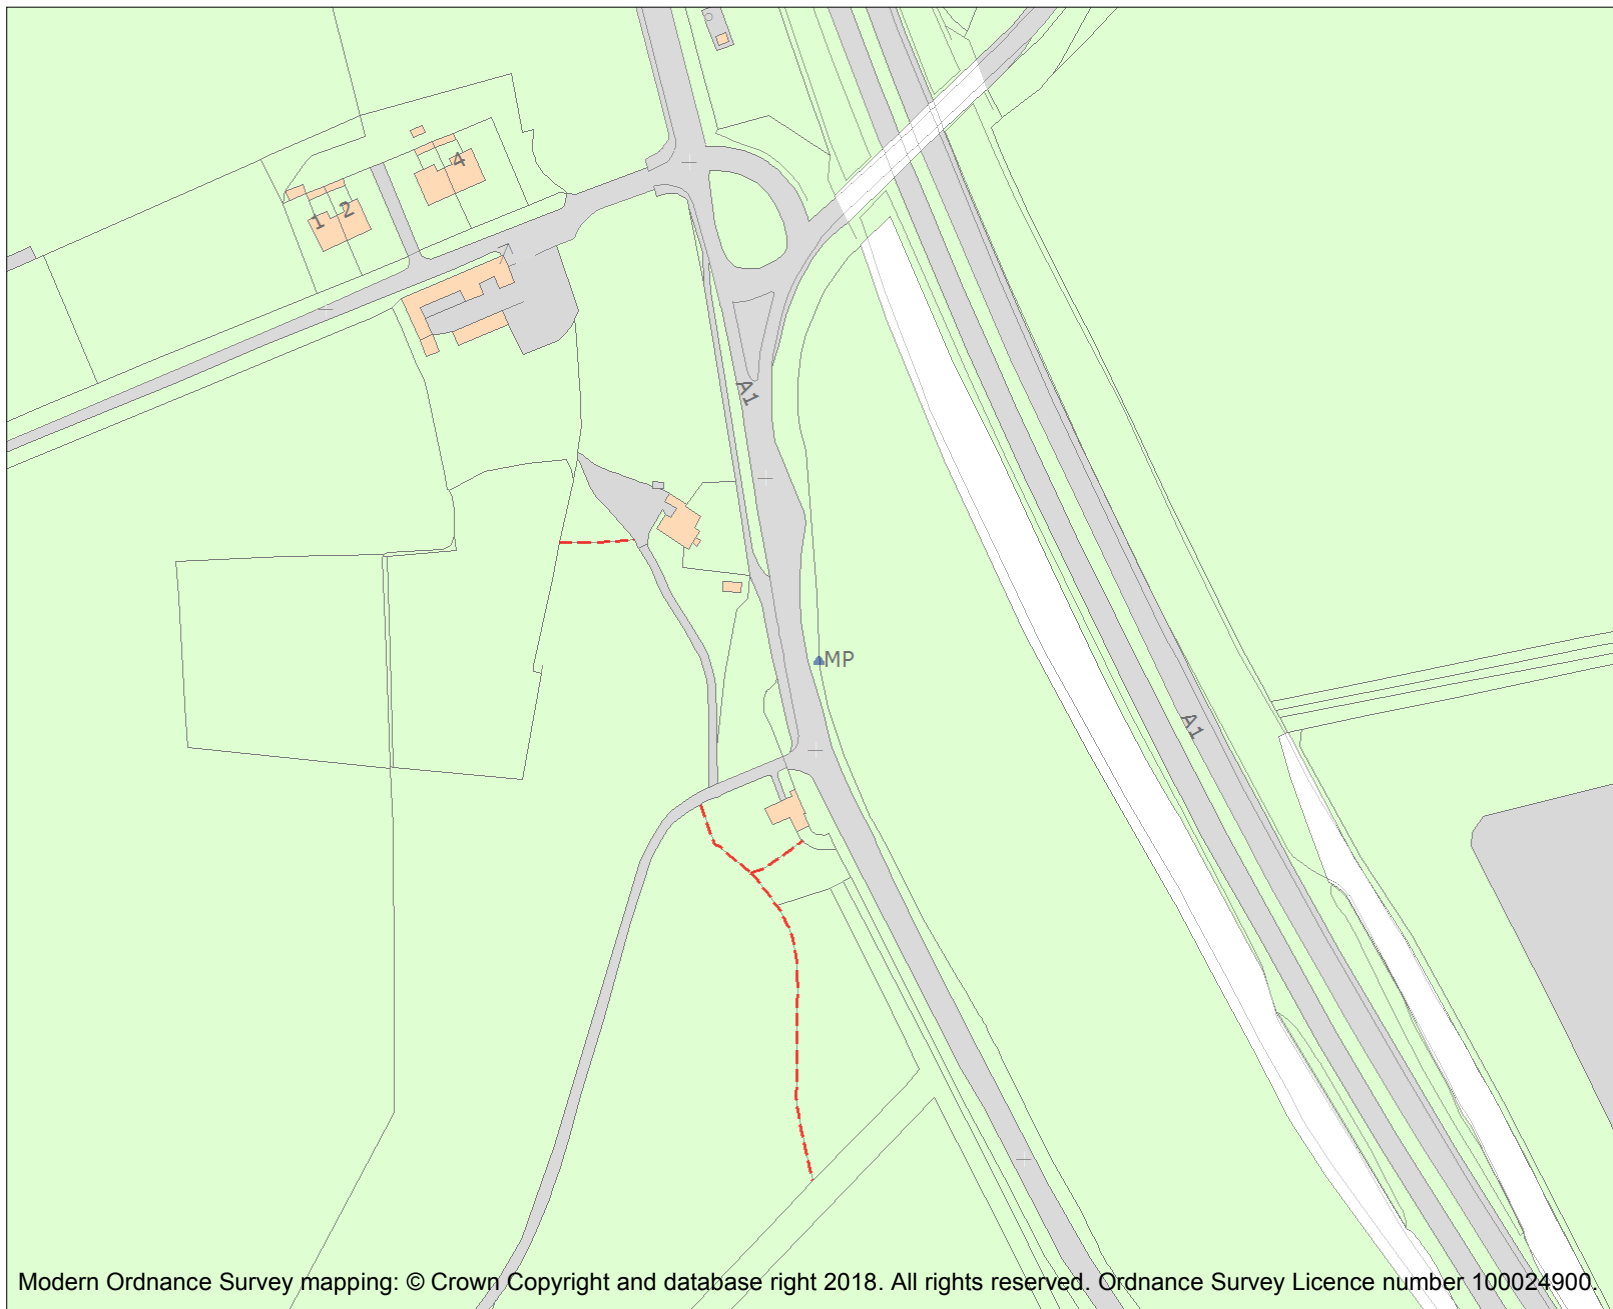 4
1
2
A1
MP
A1
Modern Ordnance Survey mapping: © Crown Copyright and database right 2018. All rights reserved. Ordnance Survey Licence number 100024900.